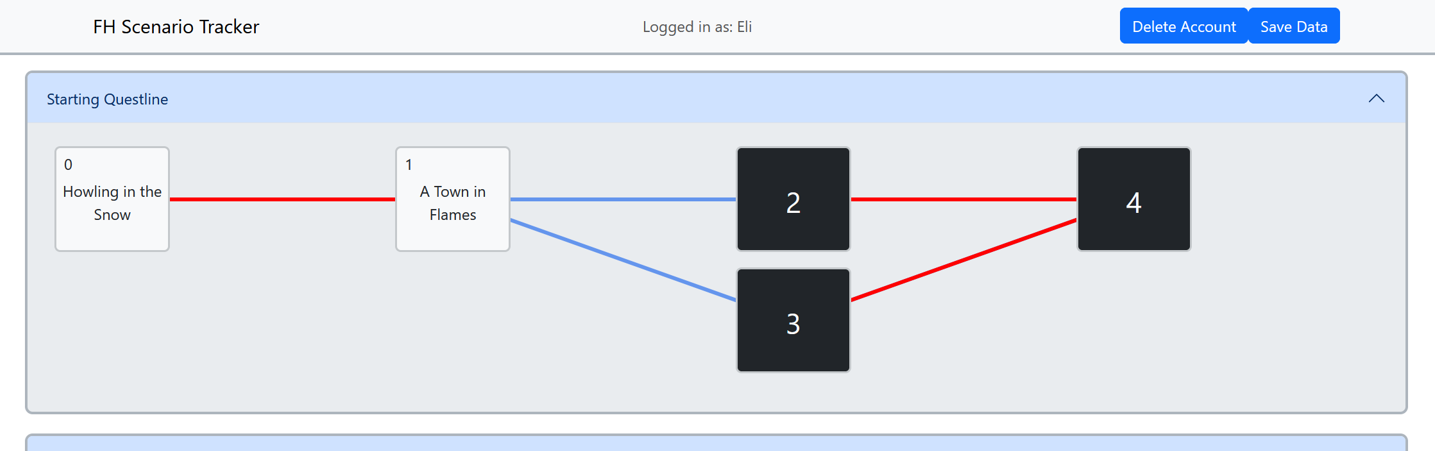 FH Scenario Tracker
Logged in as: Eli
Delete Account
Save Data
Starting Questline
0
Howling in the
Snow
1
A Town in
Flames
2
4
3